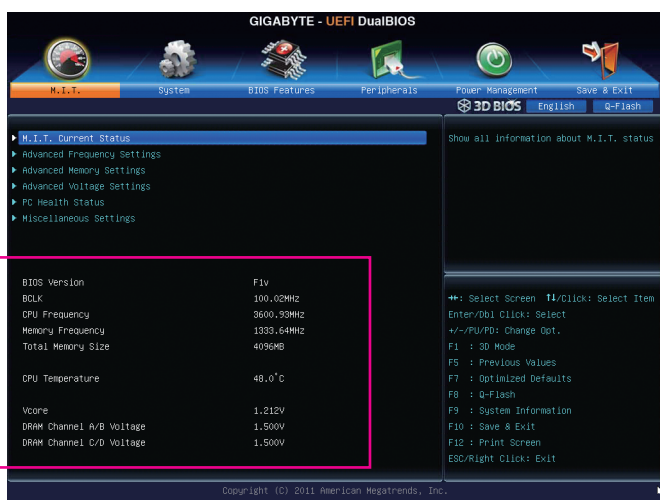 GIGABYTE - UEFI DualBIOS
M.I.T. System BIOS Features Peripherals Power Management Save & Exit
3D BIOS English Q-Flash
M.I.T. Current Status
Advanced Frequency Settings
Advanced Memory Settings
Advanced Voltage Settings
PC Health Status
Miscellaneous Settings
BIOS Version F1v
BCLK 100.02MHz
CPU Frequency 3600.93MHz
Memory Frequency 1333.64MHz
Total Memory Size 4096MB
CPU Temperature 48.0°C
Vcore 1.212V
DRAM Channel A/B Voltage 1.500V
DRAM Channel C/D Voltage 1.500V
Show all information about M.I.T. status
→←: Select Screen ↑↓/Click: Select Item
Enter/Dbl Click: Select
+/-/PU/PD: Change Opt.
F1 : 3D Mode
F5 : Previous Values
F7 : Optimized Defaults
F8 : Q-Flash
F9 : System Information
F10 : Save & Exit
F12 : Print Screen
ESC/Right Click: Exit
Copyright (C) 2011 American Megatrends, Inc.